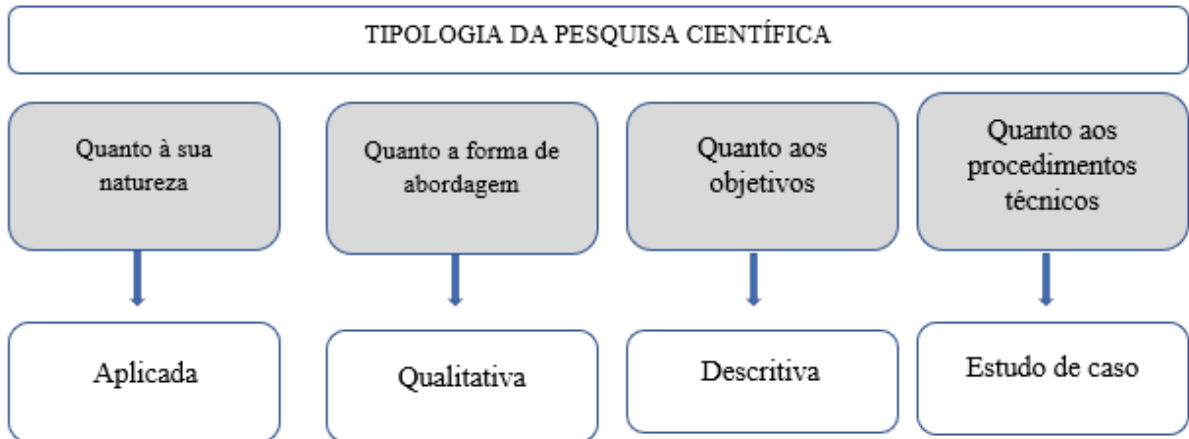 TIPOLOGIA DA PESQUISA CIENTÍFICA
Quanto à sua
natureza
Quanto a forma de
abordagem
Quanto aos
objetivos
Quanto aos
procedimentos
técnicos
Aplicada
Qualitativa
Descritiva
Estudo de caso